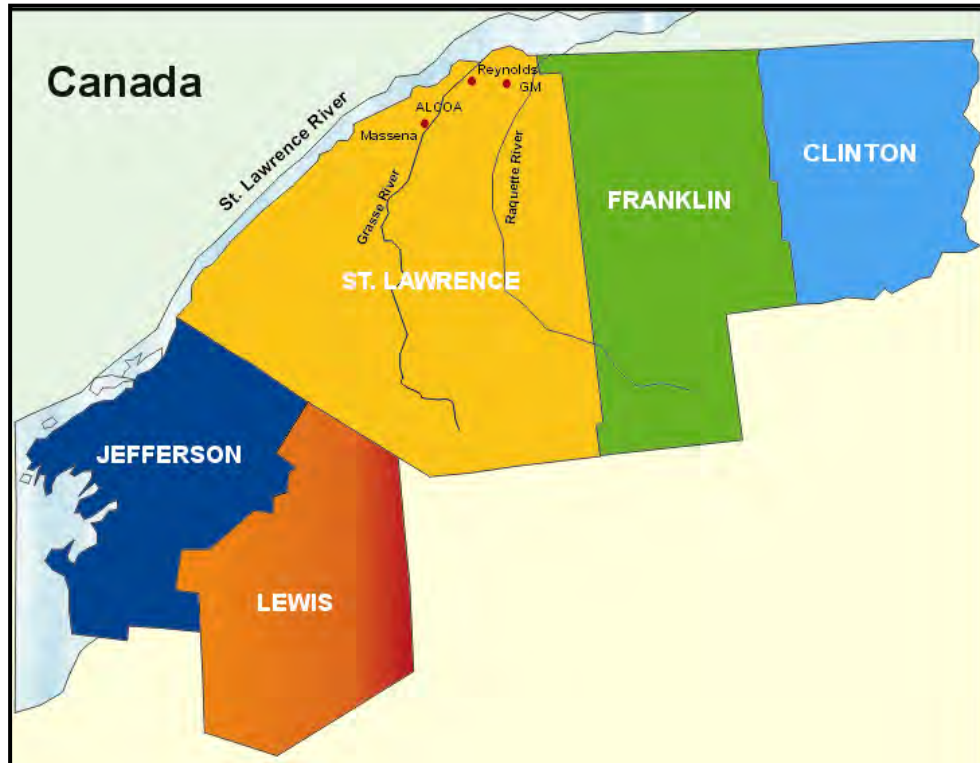 Canada
St. Lawrence River
Reynolds
GM
ALCOA
Massena
Grasse River
Raquette River
CLINTON
FRANKLIN
ST. LAWRENCE
JEFFERSON
LEWIS